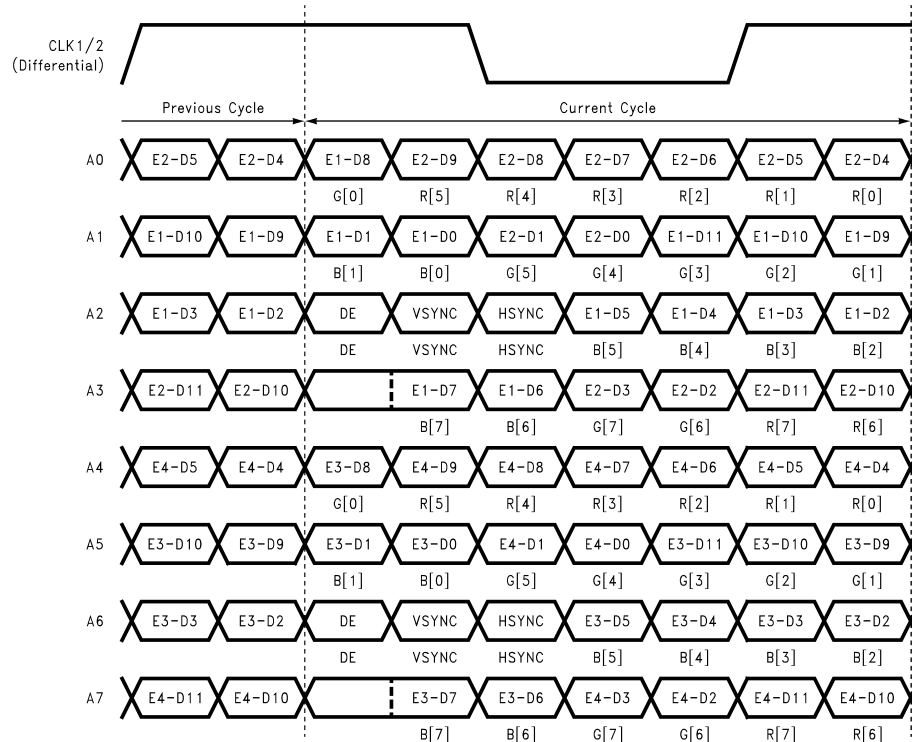 CLK1/2
(Differential)
Previous Cycle Current Cycle
A0 E2-D5 E2-D4 E1-D8 E2-D9 E2-D8 E2-D7 E2-D6 E2-D5 E2-D4
G[0] R[5] R[4] R[3] R[2] R[1] R[0]
A1 E1-D10 E1-D9 E1-D1 E1-D0 E2-D1 E2-D0 E1-D11 E1-D10 E1-D9
B[1] B[0] G[5] G[4] G[3] G[2] G[1]
A2 E1-D3 E1-D2 DE VSYNC HSYNC E1-D5 E1-D4 E1-D3 E1-D2
DE VSYNC HSYNC B[5] B[4] B[3] B[2]
A3 E2-D11 E2-D10 E1-D7 E1-D6 E2-D3 E2-D2 E2-D11 E2-D10
B[7] B[6] G[7] G[6] R[7] R[6]
A4 E4-D5 E4-D4 E3-D8 E4-D9 E4-D8 E4-D7 E4-D6 E4-D5 E4-D4
G[0] R[5] R[4] R[3] R[2] R[1] R[0]
A5 E3-D10 E3-D9 E3-D1 E3-D0 E4-D1 E4-D0 E3-D11 E3-D10 E3-D9
B[1] B[0] G[5] G[4] G[3] G[2] G[1]
A6 E3-D3 E3-D2 DE VSYNC HSYNC E3-D5 E3-D4 E3-D3 E3-D2
DE VSYNC HSYNC B[5] B[4] B[3] B[2]
A7 E4-D11 E4-D10 E3-D7 E3-D6 E4-D3 E4-D2 E4-D11 E4-D10
B[7] B[6] G[7] G[6] R[7] R[6]